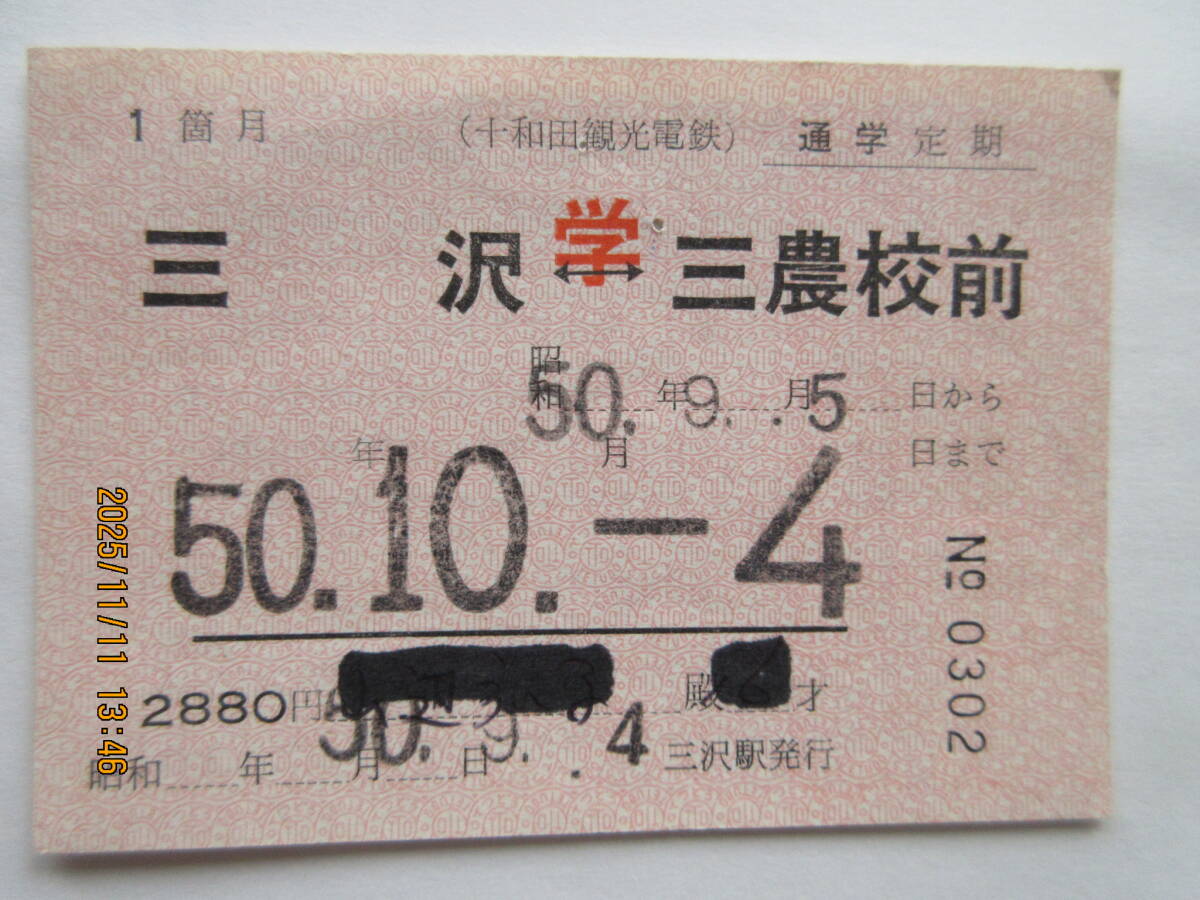 1箇月 (十和田観光電鉄) 通学定期
三沢 学 ↔ 三農校前
昭和 50.年 9.月 5 日から
年 月 日まで
50.10.-4
2880円 殿 才
昭和 年 月 日 三沢駅発行
50. 9. 4
№ 0302
2025/11/11 13:46